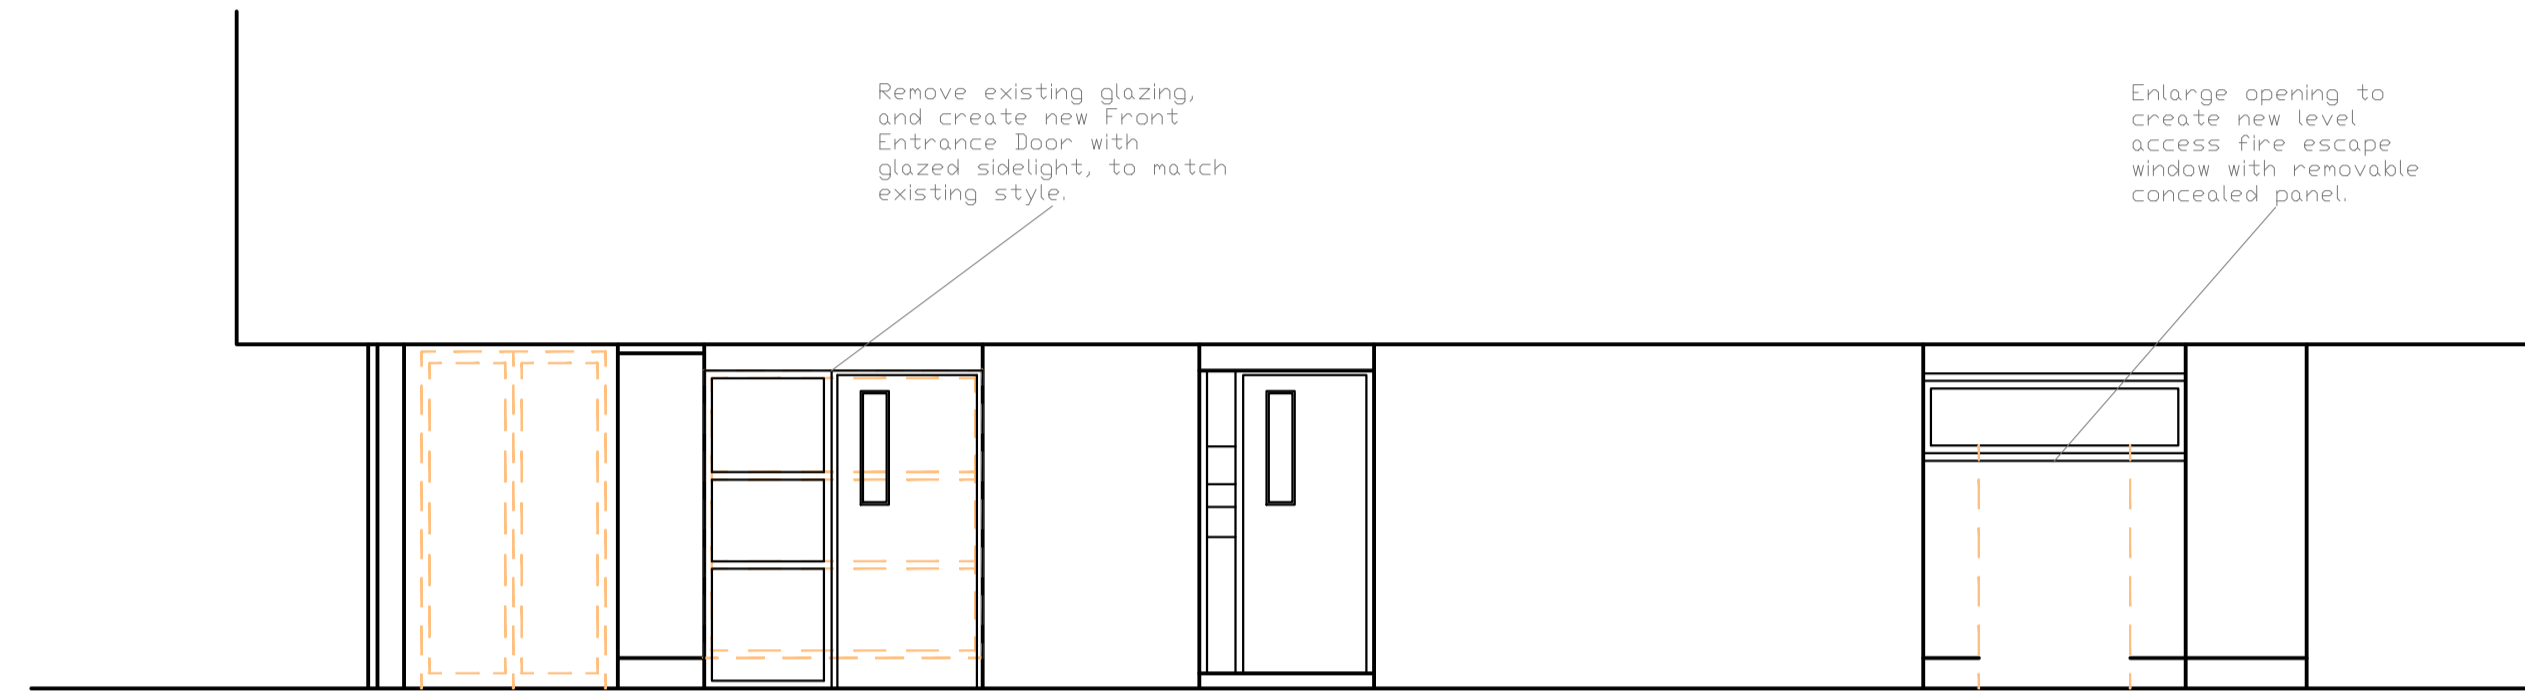 Remove existing glazing,
and create new Front
Entrance Door with
glazed sidelight, to match
existing style.
Enlarge opening to
create new level
access fire escape
window with removable
concealed panel.